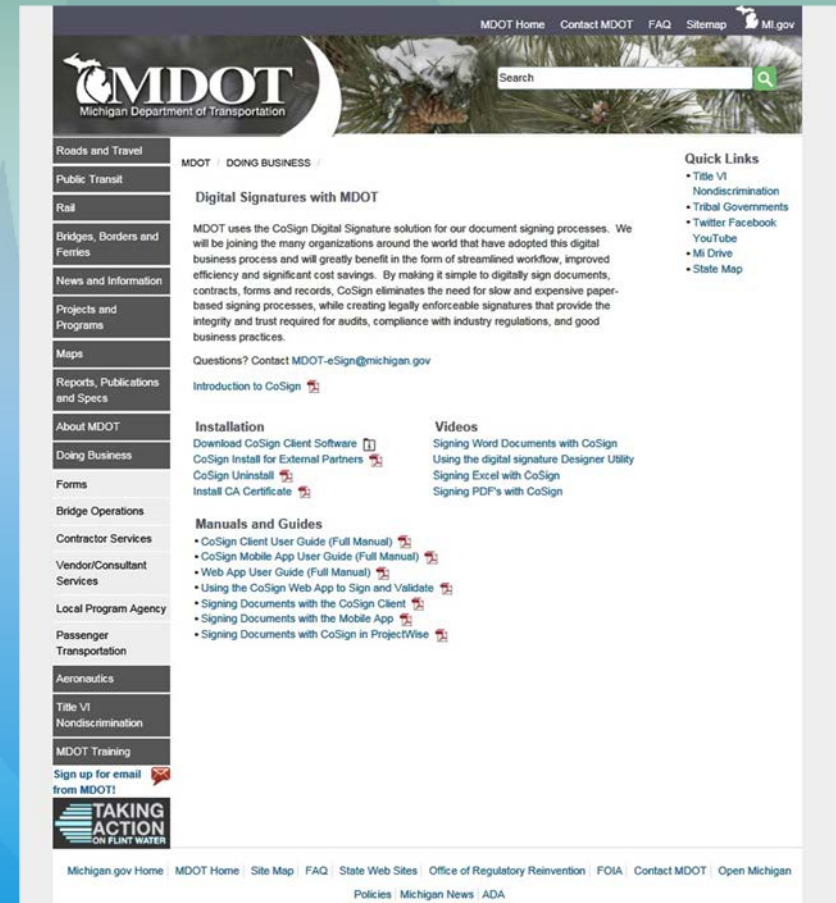 MDOT Home Contact MDOT FAQ Sitemap MI.gov
MDOT
Michigan Department of Transportation
Search
Roads and Travel
Public Transit
Rail
Bridges, Borders and
Ferries
News and Information
Projects and
Programs
Maps
Reports, Publications
and Specs
About MDOT
Doing Business
Forms
Bridge Operations
Contractor Services
Vendor/Consultant
Services
Local Program Agency
Passenger
Transportation
Aeronautics
Title VI
Nondiscrimination
MDOT Training
Sign up for email
from MDOT!
TAKING
ACTION
ON FLINT WATER
MDOT / DOING BUSINESS /
Digital Signatures with MDOT
MDOT uses the CoSign Digital Signature solution for our document signing processes. We
will be joining the many organizations around the world that have adopted this digital
business process and will greatly benefit in the form of streamlined workflow, improved
efficiency and significant cost savings. By making it simple to digitally sign documents,
contracts, forms and records, CoSign eliminates the need for slow and expensive paper-
based signing processes, while creating legally enforceable signatures that provide the
integrity and trust required for audits, compliance with industry regulations, and good
business practices.
Questions? Contact MDOT-eSign@michigan.gov
Introduction to CoSign
Installation
Download CoSign Client Software
CoSign Install for External Partners
CoSign Uninstall
Install CA Certificate
Videos
Signing Word Documents with CoSign
Using the digital signature Designer Utility
Signing Excel with CoSign
Signing PDF's with CoSign
Manuals and Guides
• CoSign Client User Guide (Full Manual)
• CoSign Mobile App User Guide (Full Manual)
• Web App User Guide (Full Manual)
• Using the CoSign Web App to Sign and Validate
• Signing Documents with the CoSign Client
• Signing Documents with the Mobile App
• Signing Documents with CoSign in ProjectWise
Quick Links
• Title VI
Nondiscrimination
• Tribal Governments
• Twitter Facebook
YouTube
• Mi Drive
• State Map
Michigan.gov Home | MDOT Home | Site Map | FAQ | State Web Sites | Office of Regulatory Reinvention | FOIA | Contact MDOT | Open Michigan
Policies | Michigan News | ADA